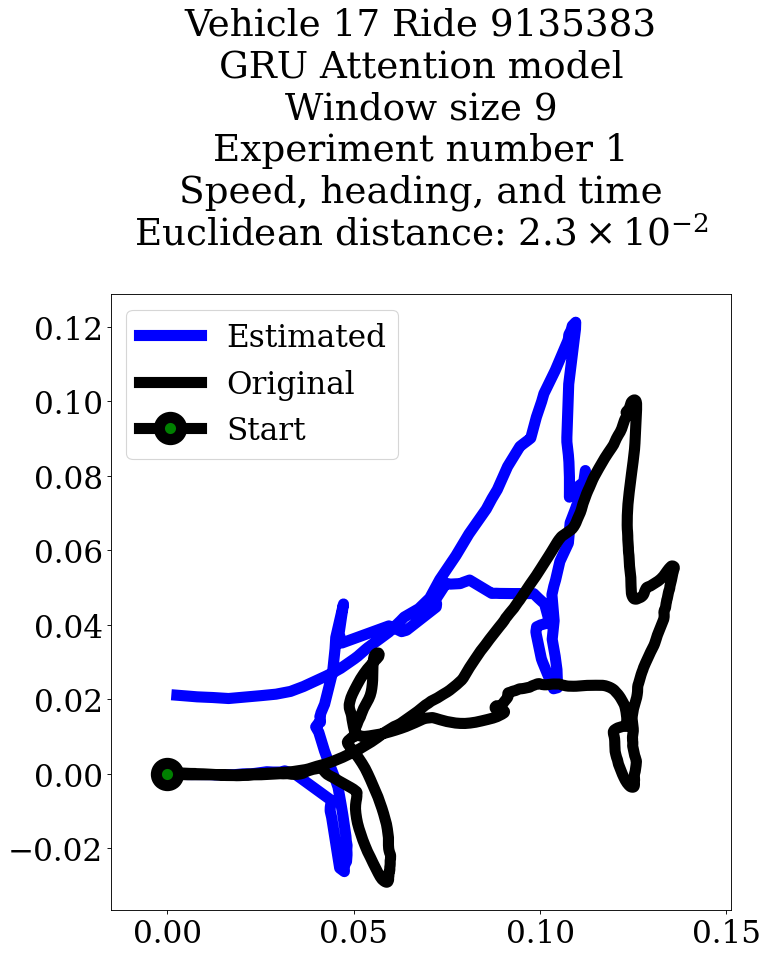 Vehicle 17 Ride 9135383
GRU Attention model
Window size 9
Experiment number 1
Speed, heading, and time
Euclidean distance: 2.3 × 10⁻²
Estimated
Original
Start
0.12
0.10
0.08
0.06
0.04
0.02
0.00
−0.02
0.00 0.05 0.10 0.15